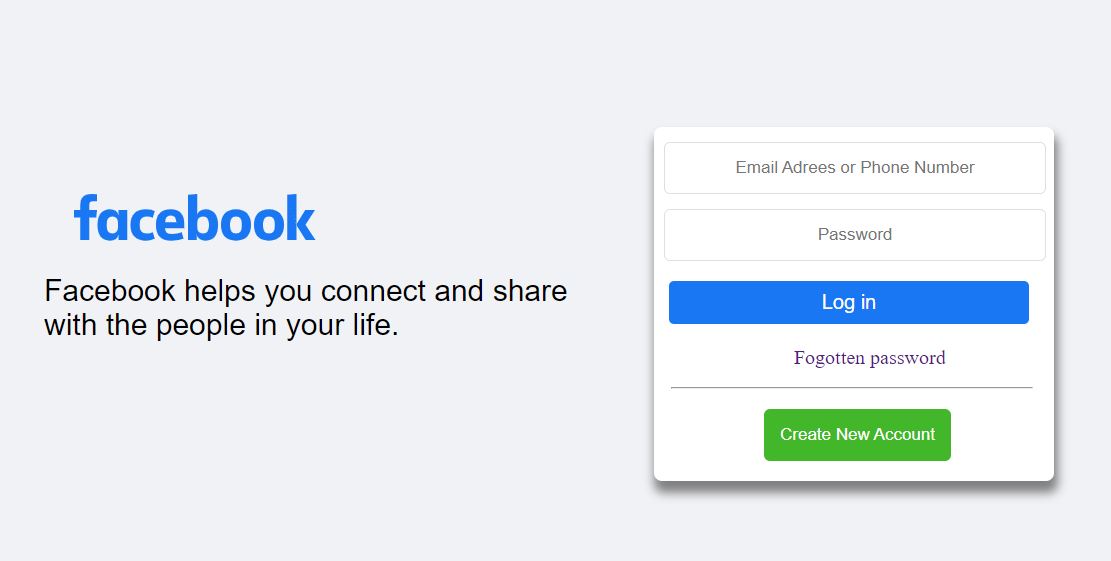 facebook
Facebook helps you connect and share
with the people in your life.
Email Adrees or Phone Number
Password
Log in
Fogotten password
Create New Account